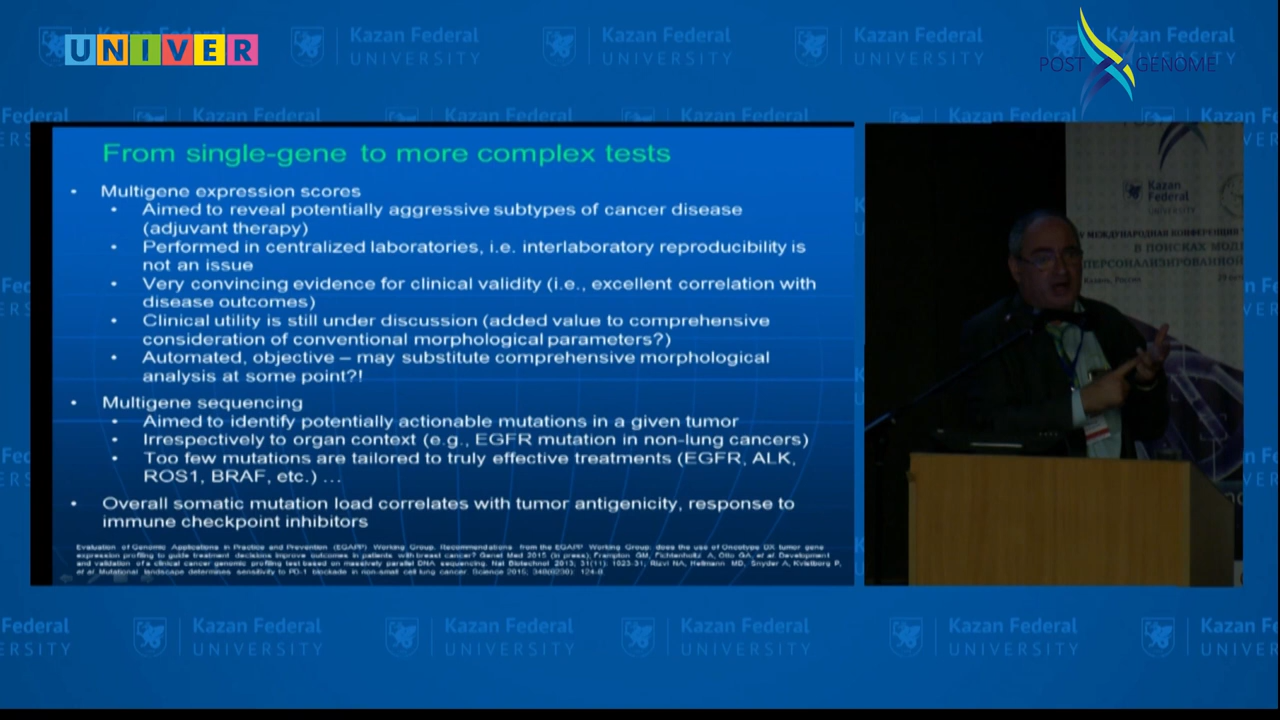 UNIVER
POST GENOME
Kazan Federal
UNIVERSITY
Kazan Federal
UNIVERSITY
Kazan Federal
UNIVERSITY
Kazan Federal
UNIVERSITY
From single-gene to more complex tests
• Multigene expression scores
• Aimed to reveal potentially aggressive subtypes of cancer disease
(adjuvant therapy)
• Performed in centralized laboratories, i.e. interlaboratory reproducibility is
not an issue
• Very convincing evidence for clinical validity (i.e., excellent correlation with
disease outcomes)
• Clinical utility is still under discussion (added value to comprehensive
consideration of conventional morphological parameters?)
• Automated, objective – may substitute comprehensive morphological
analysis at some point?!
• Multigene sequencing
• Aimed to identify potentially actionable mutations in a given tumor
• Irrespectively to organ context (e.g., EGFR mutation in non-lung cancers)
• Too few mutations are tailored to truly effective treatments (EGFR, ALK,
ROS1, BRAF, etc.) ...
• Overall somatic mutation load correlates with tumor antigenicity, response to
immune checkpoint inhibitors
Evaluation of Genomic Applications in Practice and Prevention (EGAPP) Working Group. Recommendations from the EGAPP Working Group: does the use of Oncotype DX tumor gene
expression profiling to guide treatment decisions improve outcomes in patients with breast cancer? Genet Med 2015 (in press); Frampton GM, Fichtenholtz A, Otto GA, et al Development
and validation of a clinical cancer genomic profiling test based on massively parallel DNA sequencing. Nat Biotechnol 2013; 31(11): 1023-31, Rizvi NA, Hellmann MD, Snyder A, Kvistborg P,
et al Mutational landscape determines sensitivity to PD-1 blockade in non-small cell lung cancer. Science 2015; 348(6230): 124-8.
Kazan
Federal
UNIVERSITY
МЕЖДУНАРОДНАЯ КОНФЕРЕНЦИЯ
В ПОИСКАХ
ПЕРСОНАЛИЗИРОВАННОЙ
Казань, Россия
Federal
Kazan Federal
UNIVERSITY
Kazan Federal
UNIVERSITY
Kazan Federal
UNIVERSITY
Kazan Federal
UNIVERSITY